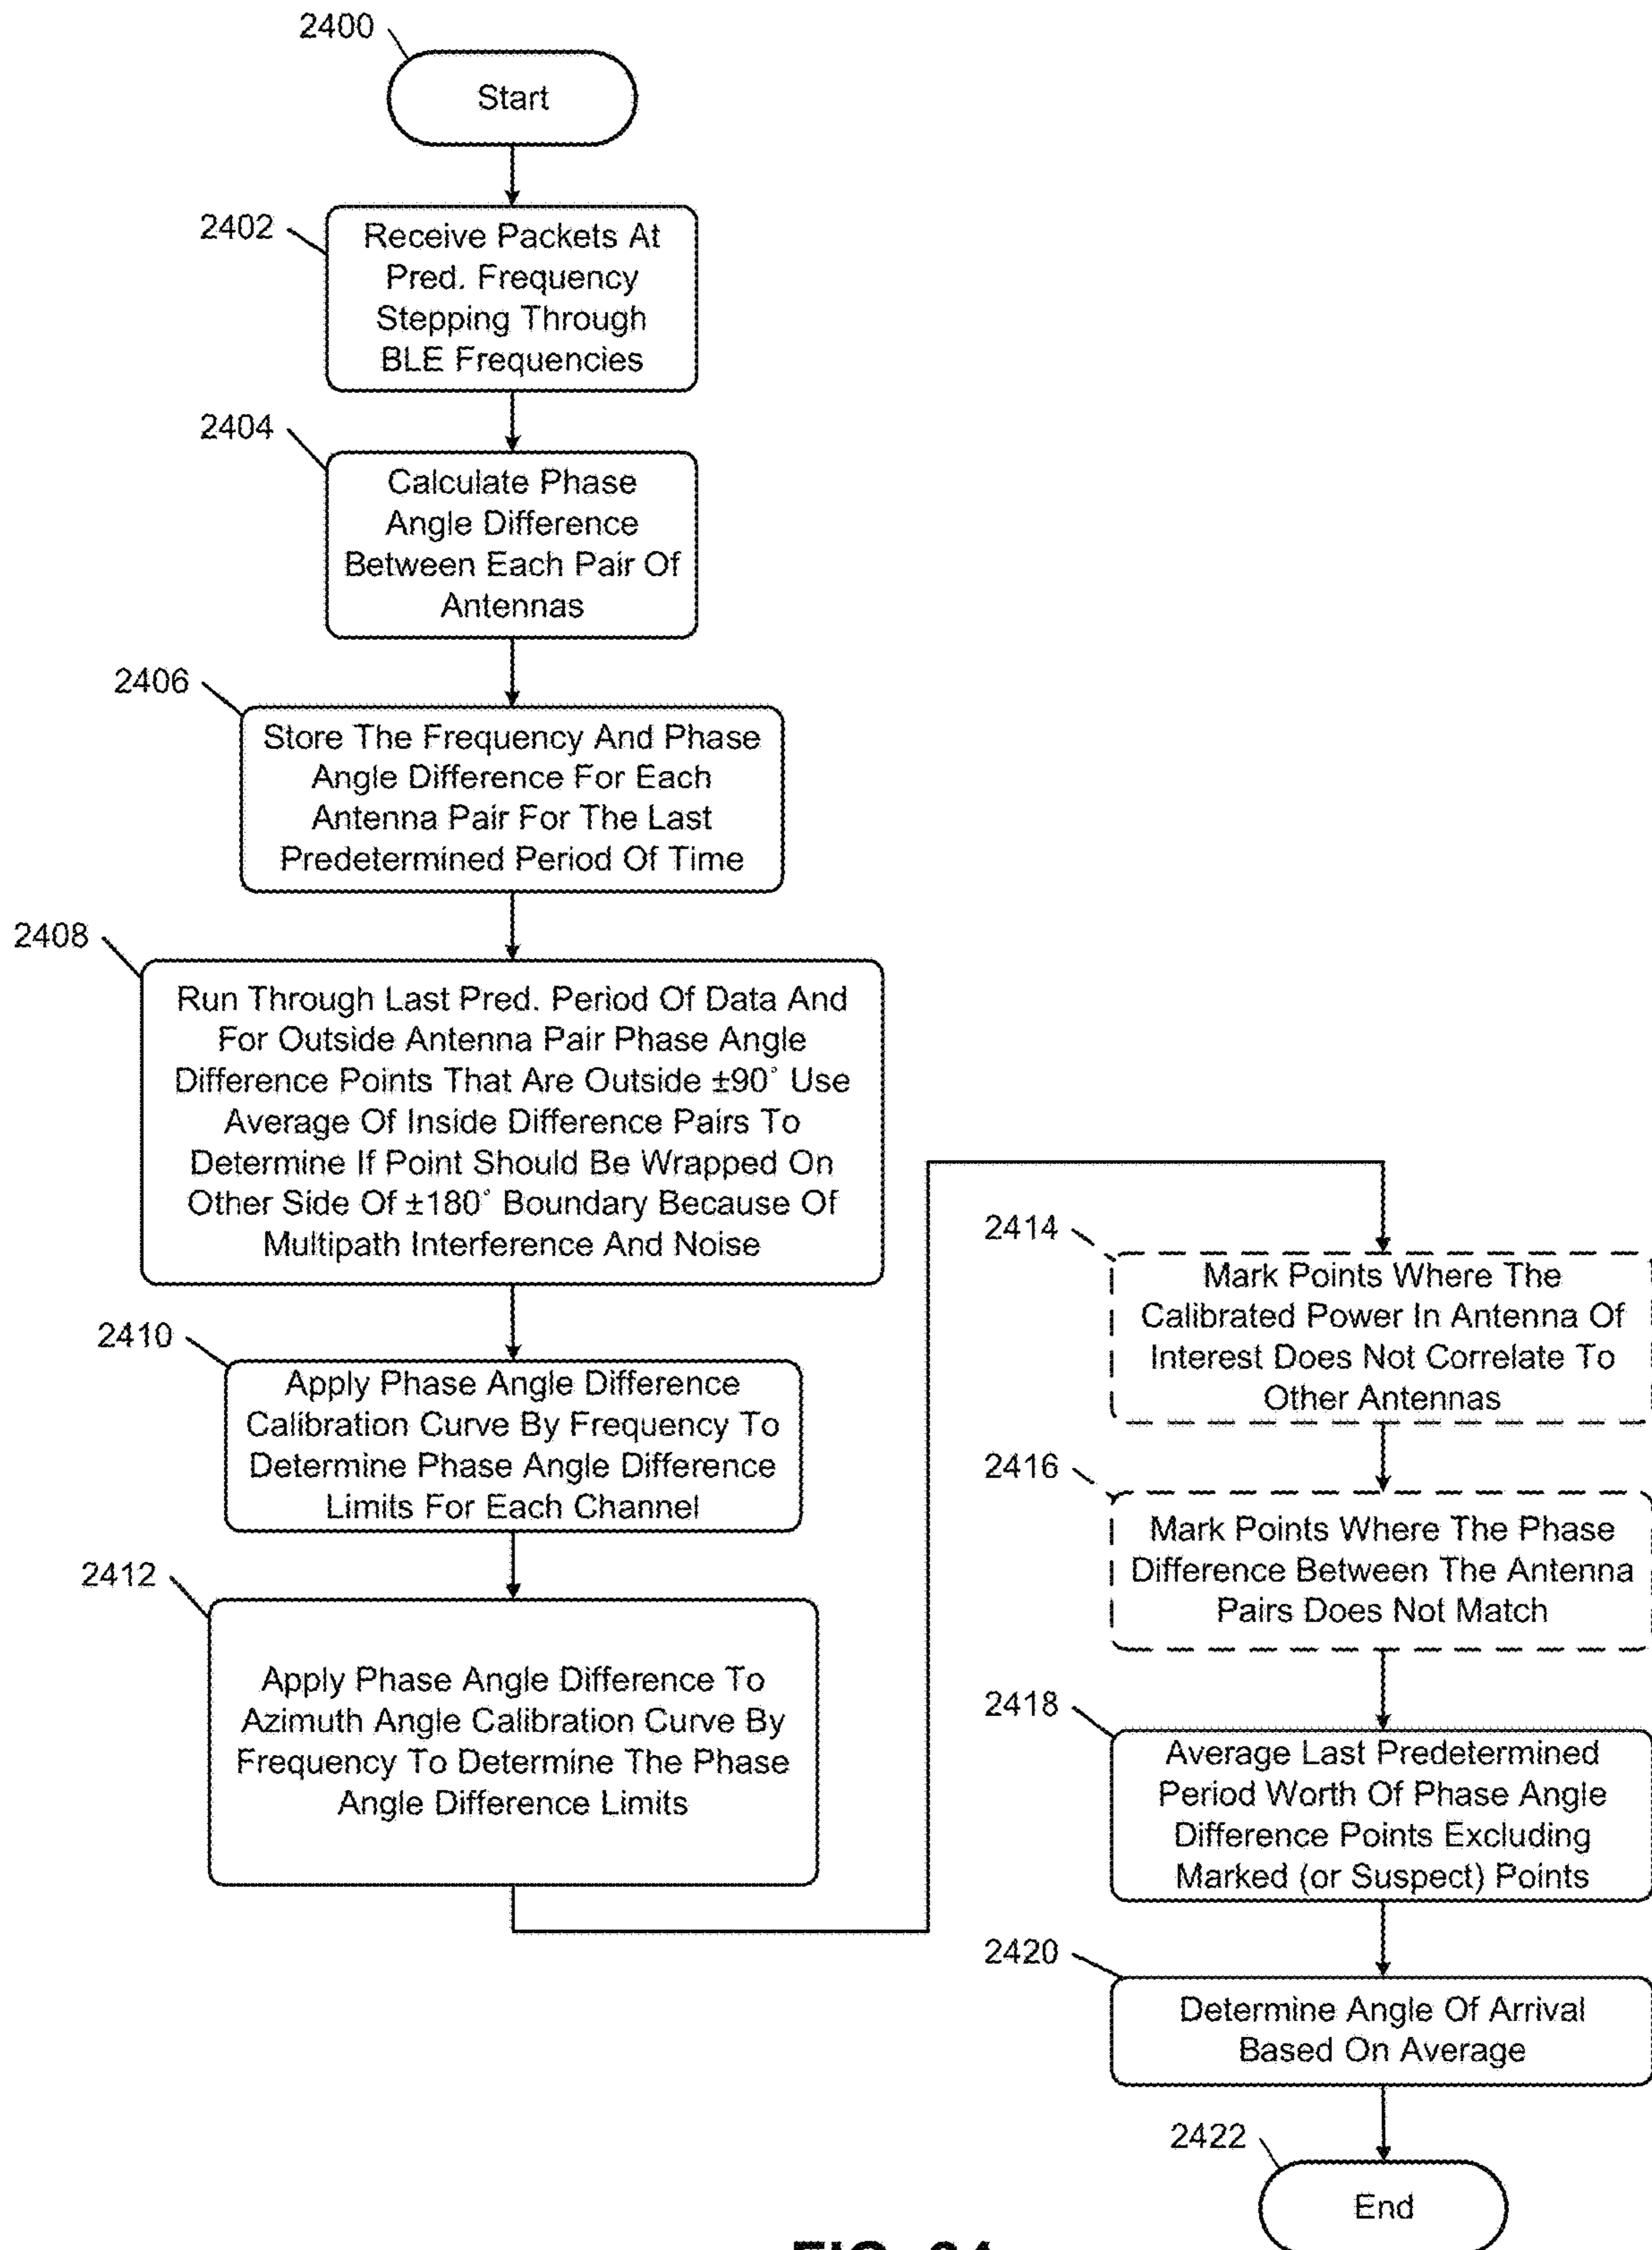 2400
Start
2402
Receive Packets At
Pred. Frequency
Stepping Through
BLE Frequencies
2404
Calculate Phase
Angle Difference
Between Each Pair Of
Antennas
2406
Store The Frequency And Phase
Angle Difference For Each
Antenna Pair For The Last
Predetermined Period Of Time
2408
Run Through Last Pred. Period Of Data And
For Outside Antenna Pair Phase Angle
Difference Points That Are Outside ±90° Use
Average Of Inside Difference Pairs To
Determine If Point Should Be Wrapped On
Other Side Of ±180° Boundary Because Of
Multipath Interference And Noise
2410
Apply Phase Angle Difference
Calibration Curve By Frequency To
Determine Phase Angle Difference
Limits For Each Channel
2412
Apply Phase Angle Difference To
Azimuth Angle Calibration Curve By
Frequency To Determine The Phase
Angle Difference Limits
2414
Mark Points Where The
Calibrated Power In Antenna Of
Interest Does Not Correlate To
Other Antennas
2416
Mark Points Where The Phase
Difference Between The Antenna
Pairs Does Not Match
2418
Average Last Predetermined
Period Worth Of Phase Angle
Difference Points Excluding
Marked (or Suspect) Points
2420
Determine Angle Of Arrival
Based On Average
2422
End